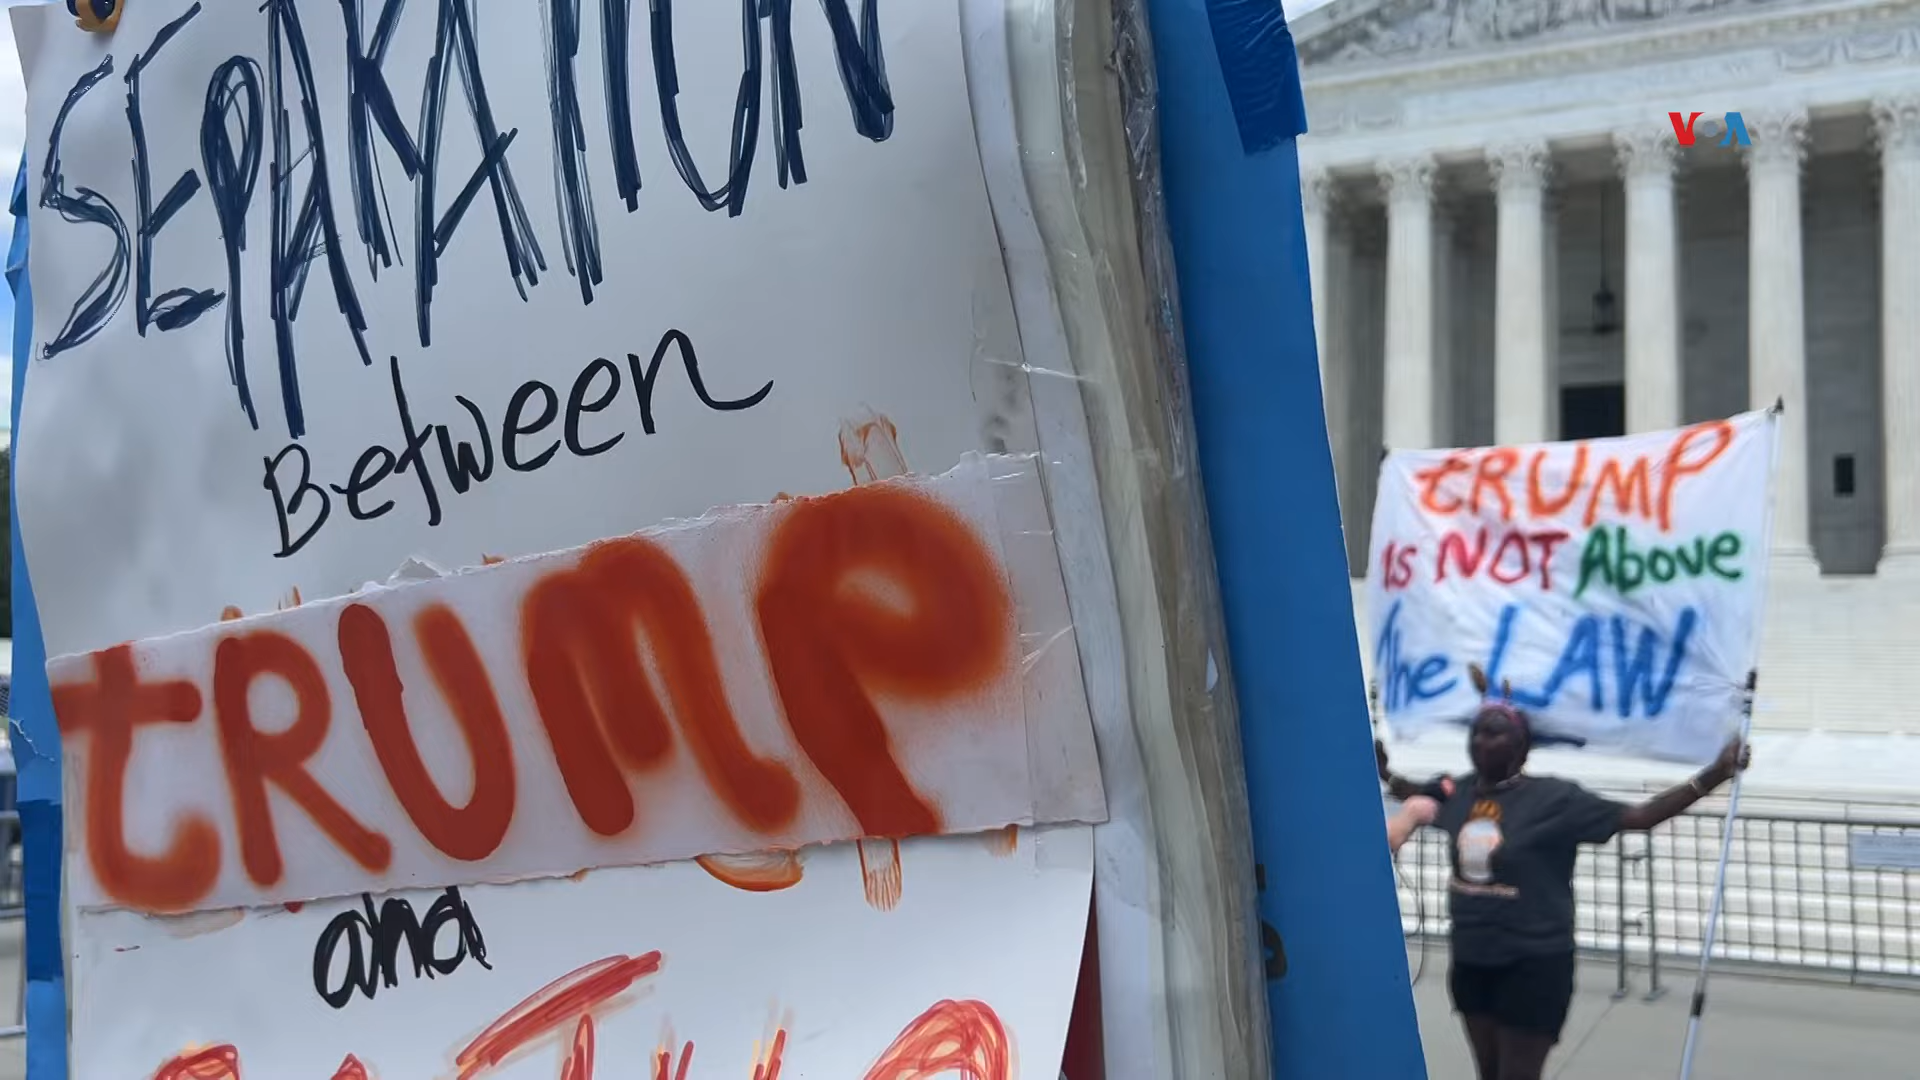 SEPARATION
Between
tRUMP
and
VOA
tRUMP
is NOT Above
the LAW